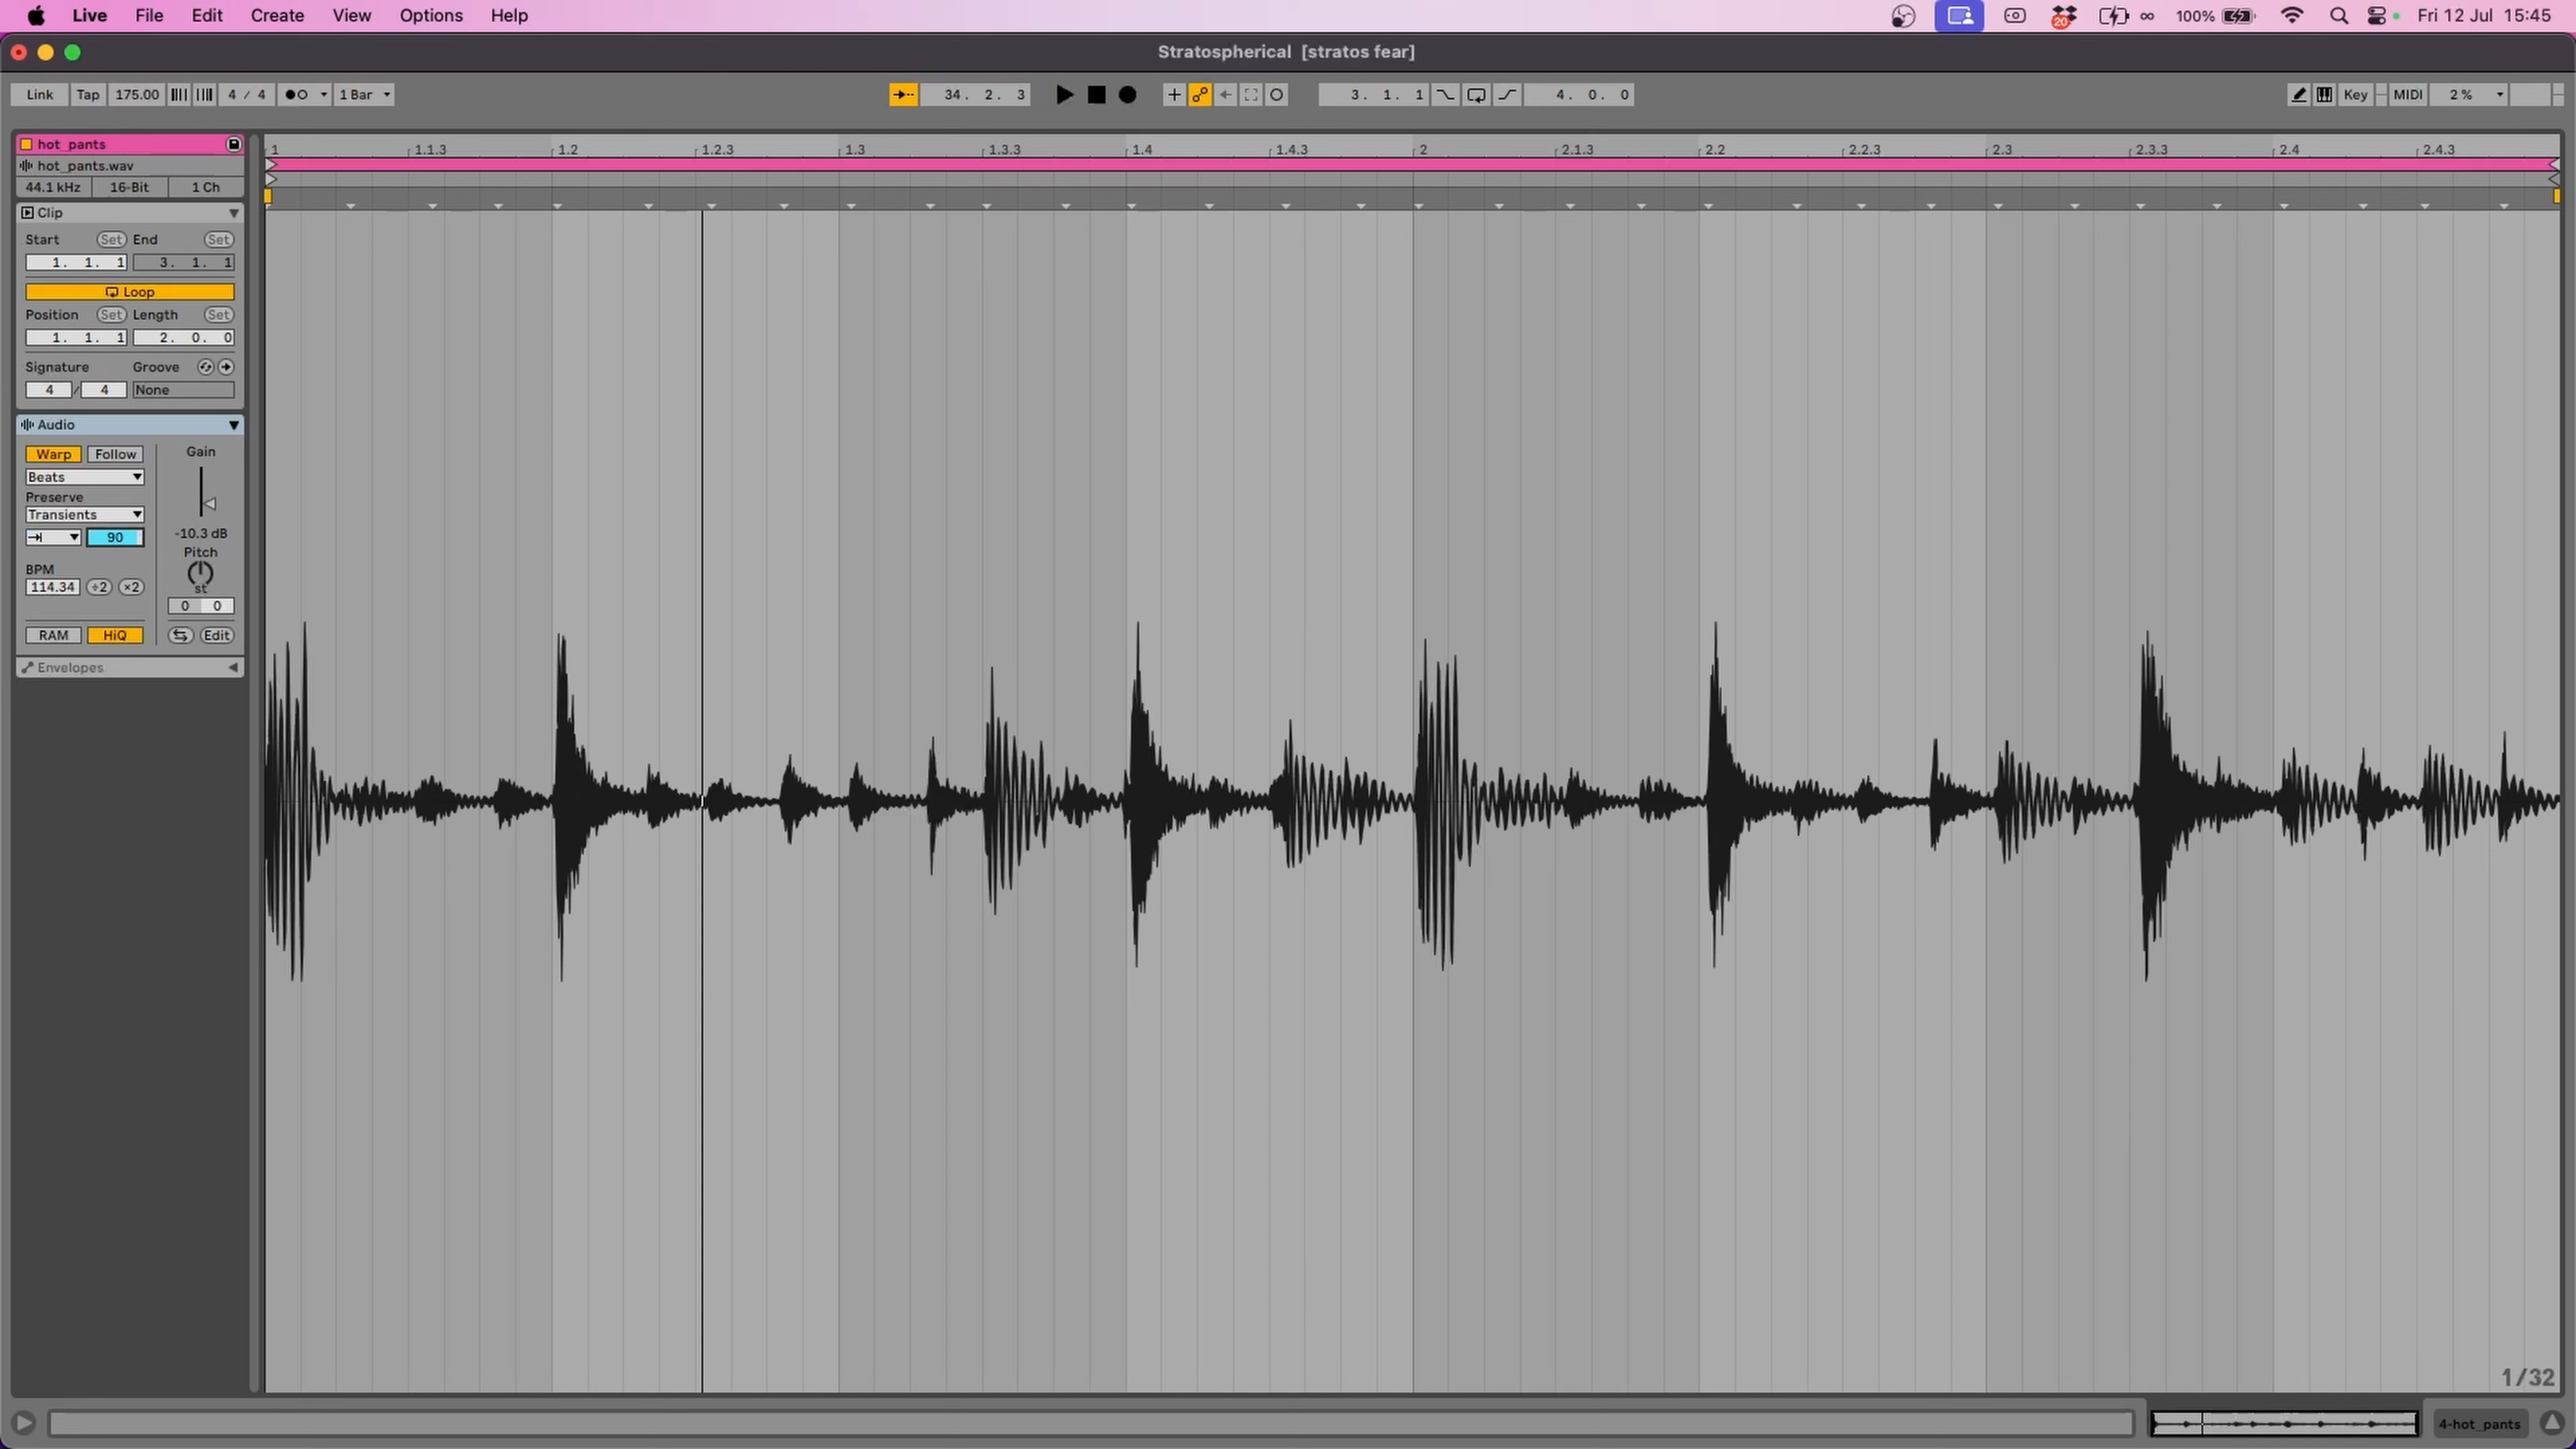 Live File Edit Create View Options Help 20 ∞ 100% Fri 12 Jul 15:45
Stratospherical [stratos fear]
Link Tap 175.00 4 / 4 1 Bar 34. 2. 3 3. 1. 1 4. 0. 0 Key MIDI 2 %
hot_pants
1 1.1.3 1.2 1.2.3 1.3 1.3.3 1.4 1.4.3 2 2.1.3 2.2 2.2.3 2.3 2.3.3 2.4 2.4.3
hot_pants.wav
44.1 kHz 16-Bit 1 Ch
Clip
Start Set End Set
1. 1. 1 3. 1. 1
Loop
Position Set Length Set
1. 1. 1 2. 0. 0
Signature Groove
4 / 4 None
Audio
Warp Follow Gain
Beats
Preserve
Transients
-10.3 dB
90
Pitch
BPM
st
114.34 ÷2 ×2
0 0
RAM HiQ Edit
Envelopes
1/32
4-hot_pants